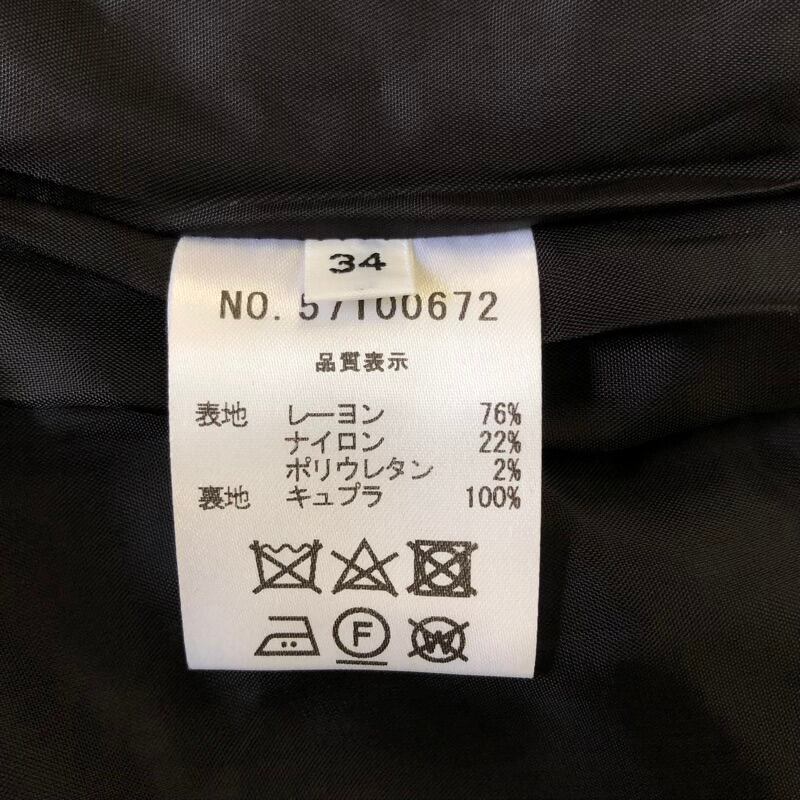 34
NO. 57100672
品質表示
表地 レーヨン 76%
ナイロン 22%
ポリウレタン 2%
裏地 キュプラ 100%
F W